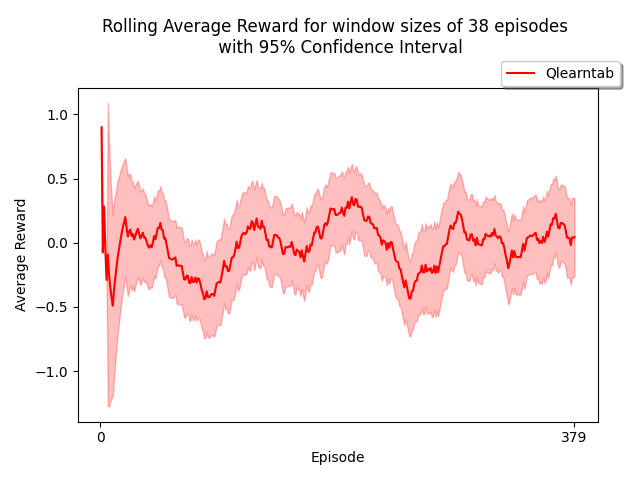 Rolling Average Reward for window sizes of 38 episodes
with 95% Confidence Interval
Qlearntab
1.0
0.5
0.0
−0.5
−1.0
Average Reward
0
379
Episode